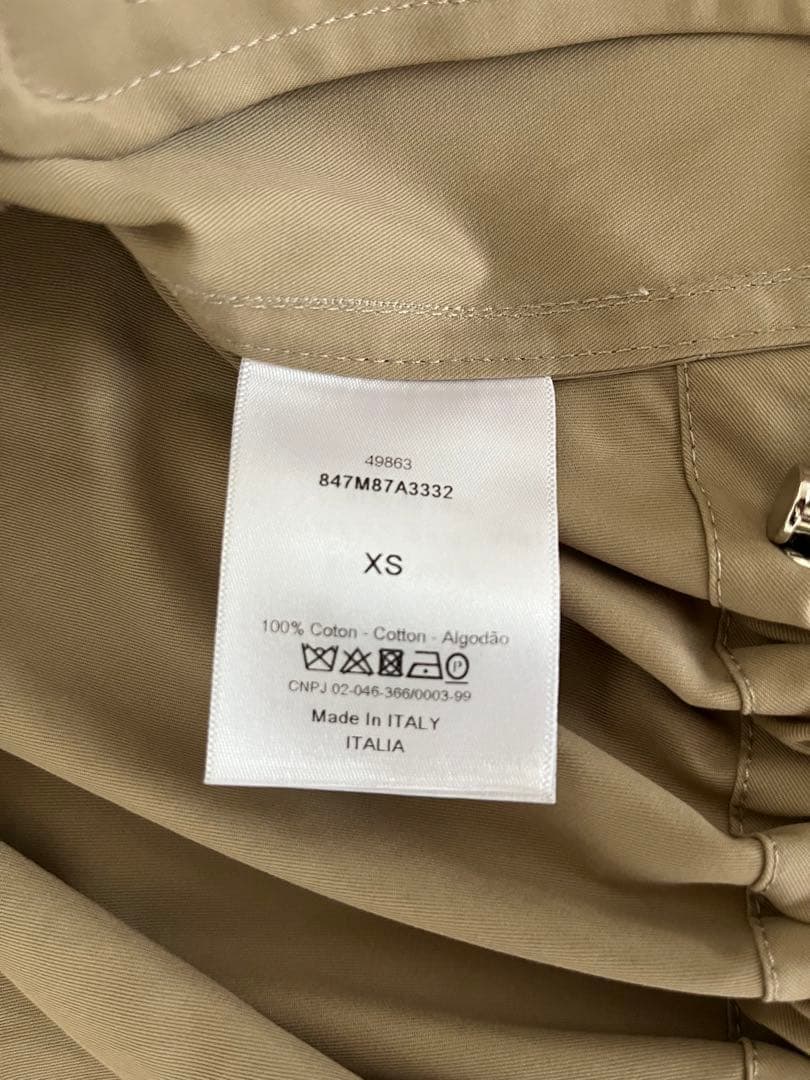 49863
847M87A3332
XS
100% Coton - Cotton - Algodão
P
CNPJ 02-046-366/0003-99
Made In ITALY
ITALIA